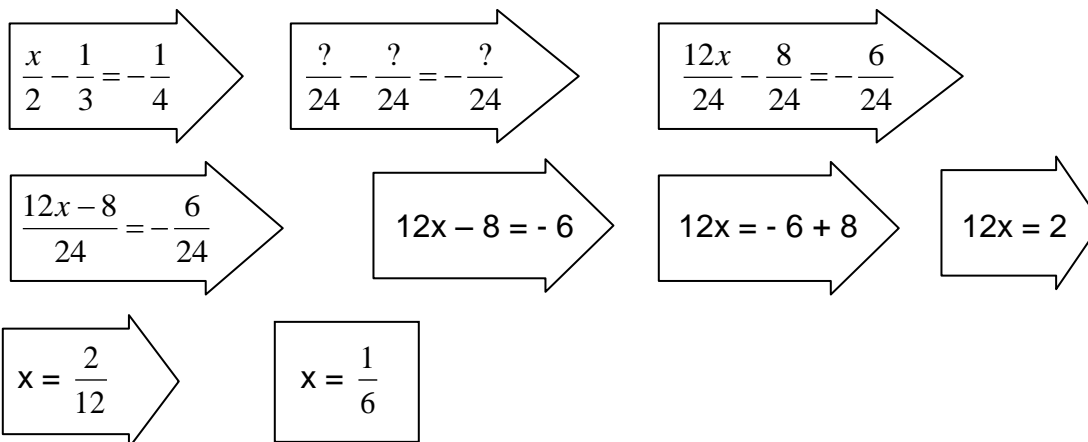 x/2 − 1/3 = − 1/4
?/24 − ?/24 = − ?/24
12x/24 − 8/24 = − 6/24
12x − 8/24 = − 6/24
12x – 8 = - 6
12x = - 6 + 8
12x = 2
x = 2/12
x = 1/6